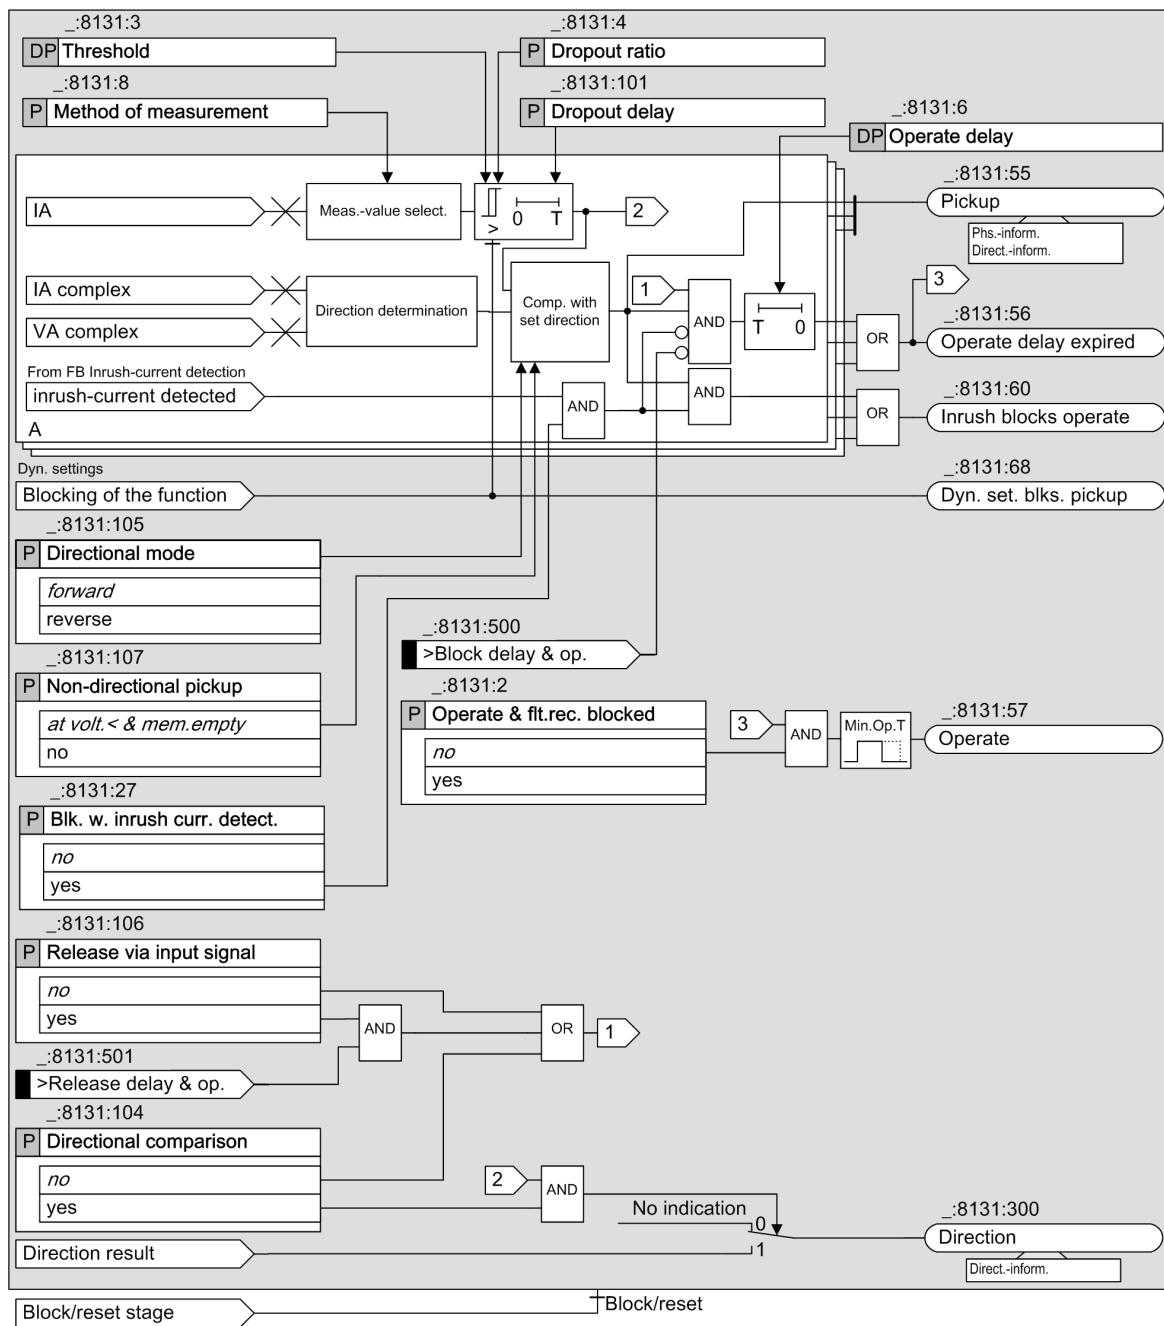 _:8131:3
DP Threshold
_:8131:4
P Dropout ratio
_:8131:8
P Method of measurement
_:8131:101
P Dropout delay
_:8131:6
DP Operate delay
IA
Meas.-value select.
> 0 T
2
_:8131:55
Pickup
Phs.-inform.
Direct.-inform.
IA complex
VA complex
Direction determination
Comp. with
set direction
1
AND
T 0
OR
3
_:8131:56
Operate delay expired
From FB Inrush-current detection
inrush-current detected
AND
AND
OR
_:8131:60
Inrush blocks operate
A
Dyn. settings
Blocking of the function
_:8131:68
Dyn. set. blks. pickup
_:8131:105
P Directional mode
forward
reverse
_:8131:500
>Block delay & op.
_:8131:107
P Non-directional pickup
at volt.< & mem.empty
no
_:8131:2
P Operate & flt.rec. blocked
no
yes
3
AND
Min.Op.T
_:8131:57
Operate
_:8131:27
P Blk. w. inrush curr. detect.
no
yes
_:8131:106
P Release via input signal
no
yes
AND
OR
1
_:8131:501
>Release delay & op.
_:8131:104
P Directional comparison
no
yes
2
AND
No indication
0
1
_:8131:300
Direction
Direct.-inform.
Direction result
Block/reset
Block/reset stage